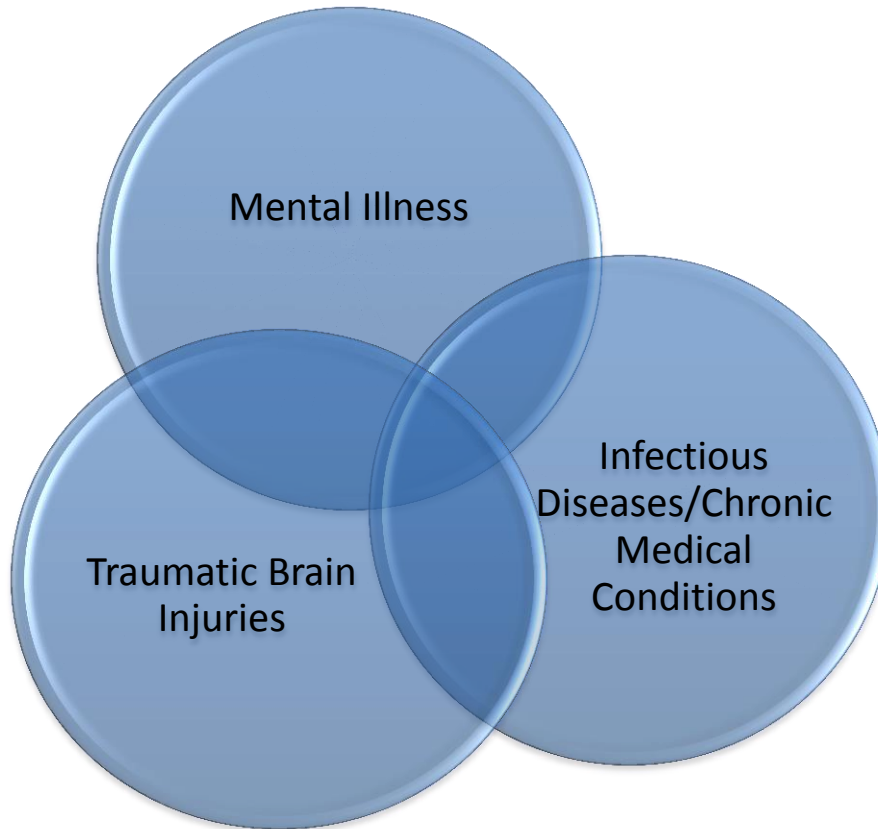 Mental Illness
Infectious
Diseases/Chronic
Medical
Conditions
Traumatic Brain
Injuries